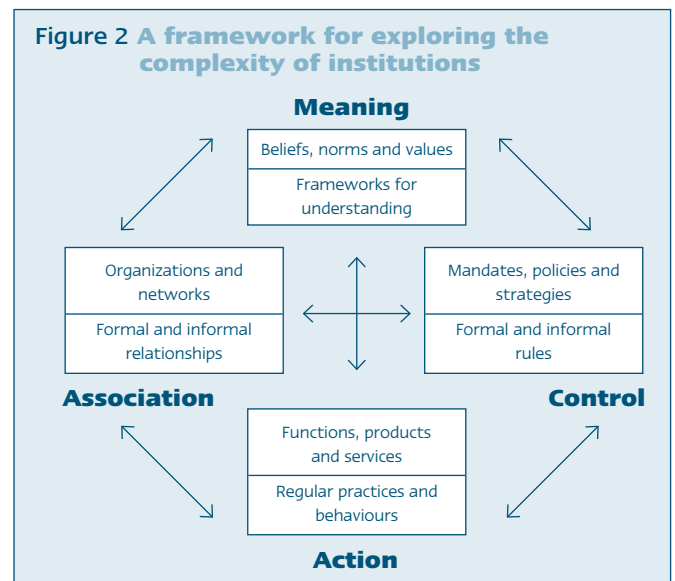 Figure 2 A framework for exploring the
complexity of institutions
Meaning
Beliefs, norms and values
Frameworks for
understanding
Organizations and
networks
Formal and informal
relationships
Association
Mandates, policies and
strategies
Formal and informal
rules
Control
Functions, products
and services
Regular practices and
behaviours
Action